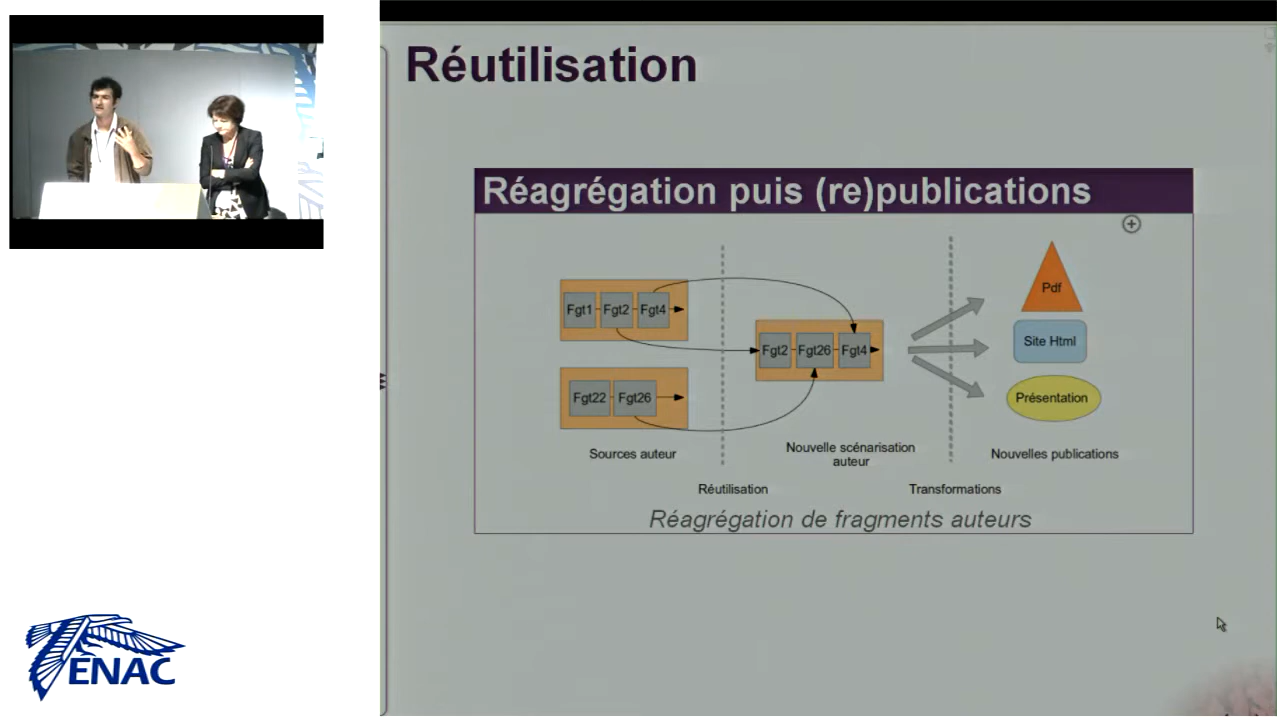 Réutilisation
Réagrégation puis (re)publications
Fgt1 Fgt2 Fgt4
Fgt22 Fgt26
Fgt2 Fgt26 Fgt4
Pdf
Site Html
Présentation
Sources auteur
Nouvelle scénarisation
auteur
Nouvelles publications
Réutilisation
Transformations
Réagrégation de fragments auteurs
ENAC